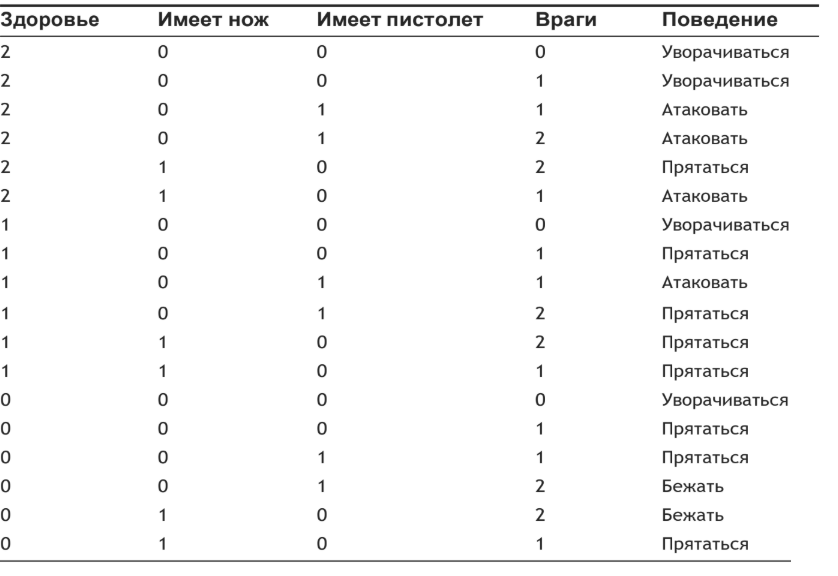 Здоровье Имеет нож Имеет пистолет Враги Поведение
2 0 0 0 Уворачиваться
2 0 0 1 Уворачиваться
2 0 1 1 Атаковать
2 0 1 2 Атаковать
2 1 0 2 Прятаться
2 1 0 1 Атаковать
1 0 0 0 Уворачиваться
1 0 0 1 Прятаться
1 0 1 1 Атаковать
1 0 1 2 Прятаться
1 1 0 2 Прятаться
1 1 0 1 Прятаться
0 0 0 0 Уворачиваться
0 0 0 1 Прятаться
0 0 1 1 Прятаться
0 0 1 2 Бежать
0 1 0 2 Бежать
0 1 0 1 Прятаться